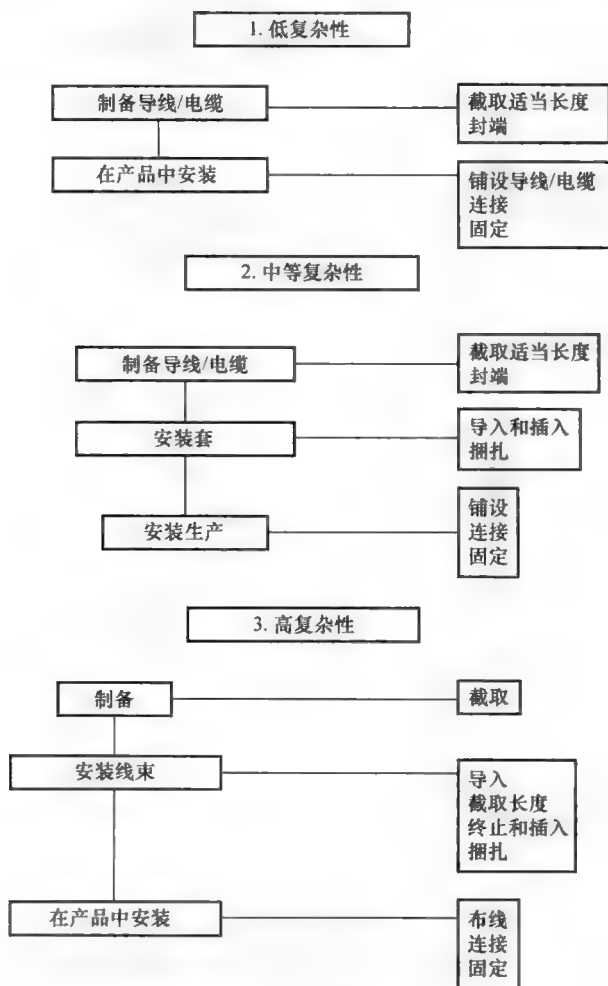 1. 低复杂性
制备导线/电缆
截取适当长度
封端
在产品中安装
铺设导线/电缆
连接
固定
2. 中等复杂性
制备导线/电缆
截取适当长度
封端
安装套
导入和插入
捆扎
安装生产
铺设
连接
固定
3. 高复杂性
制备
截取
安装线束
导入
截取长度
终止和插入
捆扎
在产品中安装
布线
连接
固定